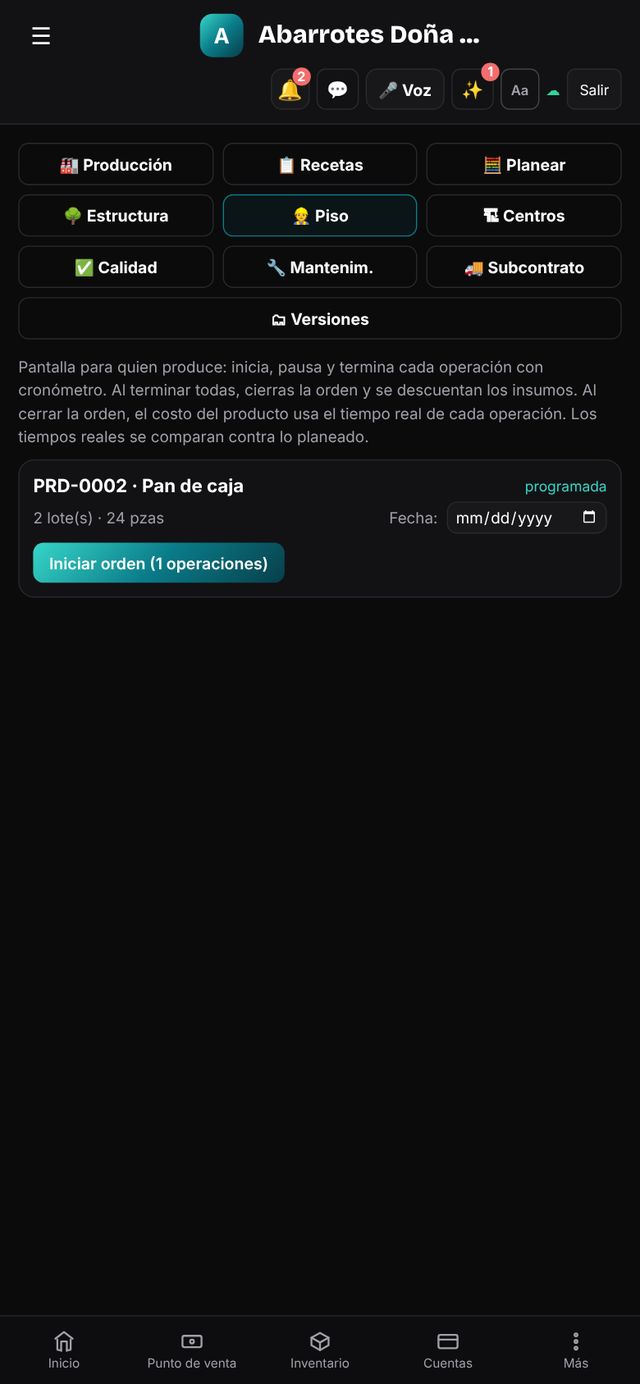 ☰ A Abarrotes Doña ...
🔔 2 💬 🎤 Voz ✨ 1 Aa ☁ Salir
🏭 Producción 📋 Recetas 🧮 Planear
🌳 Estructura 👷 Piso 🏗 Centros
✅ Calidad 🔧 Mantenim. 🚚 Subcontrato
🗂 Versiones
Pantalla para quien produce: inicia, pausa y termina cada operación con
cronómetro. Al terminar todas, cierras la orden y se descuentan los insumos. Al
cerrar la orden, el costo del producto usa el tiempo real de cada operación. Los
tiempos reales se comparan contra lo planeado.
PRD-0002 · Pan de caja programada
2 lote(s) · 24 pzas Fecha: mm/dd/yyyy
Iniciar orden (1 operaciones)
Inicio Punto de venta Inventario Cuentas Más